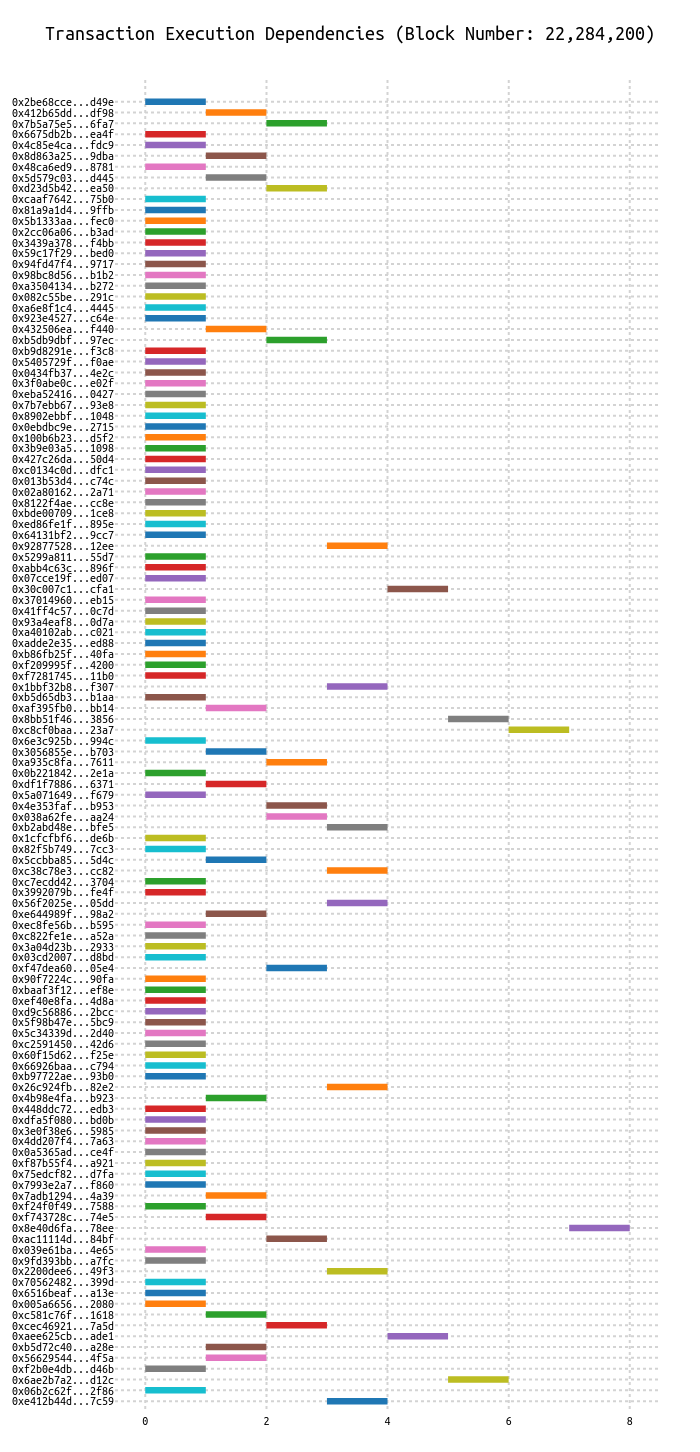 Transaction Execution Dependencies (Block Number: 22,284,200)
0x2be68cce...d49e
0x412b65dd...df98
0x7b5a75e5...6fa7
0x6675db2b...ea4f
0x4c85e4ca...fdc9
0x8d863a25...9dba
0x48ca6ed9...8781
0x5d579c03...d445
0xd23d5b42...ea50
0xcaaf7642...75b0
0x81a9a1d4...9ffb
0x5b1333aa...fec0
0x2cc06a06...b3ad
0x3439a378...f4bb
0x59c17f29...bed0
0x94fd47f4...9717
0x98bc8d56...b1b2
0xa3504134...b272
0x082c55be...291c
0xa6e8f1c4...4445
0x923e4527...c64e
0x432506ea...f440
0xb5db9dbf...97ec
0xb9d8291e...f3c8
0x5405729f...f0ae
0x0434fb37...4e2c
0x3f0abe0c...e02f
0xeba52416...0427
0x7b7ebb67...93e8
0x8902ebbf...1048
0x0ebdbc9e...2715
0x100b6b23...d5f2
0x3b9e03a5...1098
0x427c26da...50d4
0xc0134c0d...dfc1
0x013b53d4...c74c
0x02a80162...2a71
0x8122f4ae...cc8e
0xbde00709...1ce8
0xed86fe1f...895e
0x64131bf2...9cc7
0x92877528...12ee
0x5299a811...55d7
0xabb4c63c...896f
0x07cce19f...ed07
0x30c007c1...cfa1
0x37014960...eb15
0x41ff4c57...0c7d
0x93a4eaf8...0d7a
0xa40102ab...c021
0xadde2e35...ed88
0xb86fb25f...40fa
0xf209995f...4200
0xf7281745...11b0
0x1bbf32b8...f307
0xb5d65db3...b1aa
0xaf395fb0...bb14
0x8bb51f46...3856
0xc8cf0baa...23a7
0x6e3c925b...994c
0x3056855e...b703
0xa935c8fa...7611
0x0b221842...2e1a
0xdf1f7886...6371
0x5a071649...f679
0x4e353faf...b953
0x038a62fe...aa24
0xb2abd48e...bfe5
0x1cfcfbf6...de6b
0x82f5b749...7cc3
0x5ccbba85...5d4c
0xc38c78e3...cc82
0xc7ecdd42...3704
0x3992079b...fe4f
0x56f2025e...05dd
0xe644989f...98a2
0xec8fe56b...b595
0xc822fe1e...a52a
0x3a04d23b...2933
0x03cd2007...d8bd
0xf47dea60...05e4
0x90f7224c...90fa
0xbaaf3f12...ef8e
0xef40e8fa...4d8a
0xd9c56886...2bcc
0x5f98b47e...5bc9
0x5c34339d...2d40
0xc2591450...42d6
0x60f15d62...f25e
0x66926baa...c794
0xb97722ae...93b0
0x26c924fb...82e2
0x4b98e4fa...b923
0x448ddc72...edb3
0xdfa5f080...bd0b
0x3e0f38e6...5985
0x4dd207f4...7a63
0x0a5365ad...ce4f
0xf87b55f4...a921
0x75edcf82...d7fa
0x7993e2a7...f860
0x7adb1294...4a39
0xf24f0f49...7588
0xf743728c...74e5
0x8e40d6fa...78ee
0xac11114d...84bf
0x039e61ba...4e65
0x9fd393bb...a7fc
0x2200dee6...49f3
0x70562482...399d
0x6516beaf...a13e
0x005a6656...2080
0xc581c76f...1618
0xcec46921...7a5d
0xaee625cb...ade1
0xb5d72c40...a28e
0x56629544...4f5a
0xf2b0e4db...d46b
0x6ae2b7a2...d12c
0x06b2c62f...2f86
0xe412b44d...7c59
0 2 4 6 8